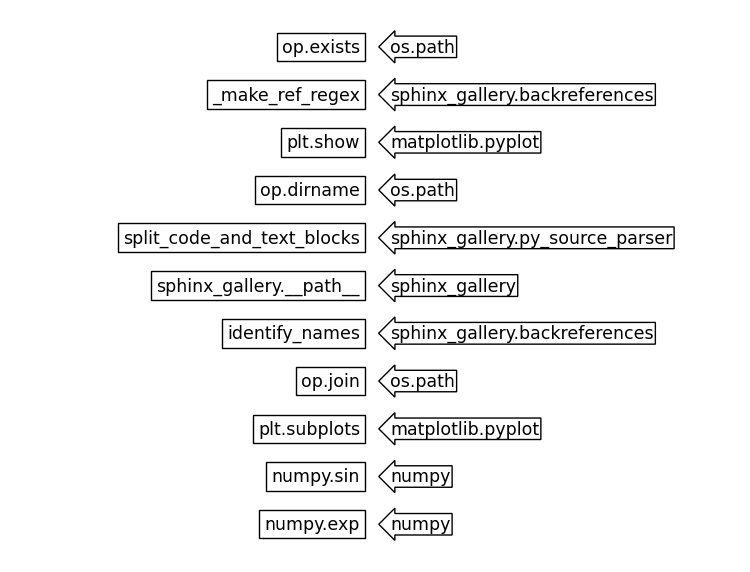 op.exists os.path
_make_ref_regex sphinx_gallery.backreferences
plt.show matplotlib.pyplot
op.dirname os.path
split_code_and_text_blocks sphinx_gallery.py_source_parser
sphinx_gallery.__path__ sphinx_gallery
identify_names sphinx_gallery.backreferences
op.join os.path
plt.subplots matplotlib.pyplot
numpy.sin numpy
numpy.exp numpy